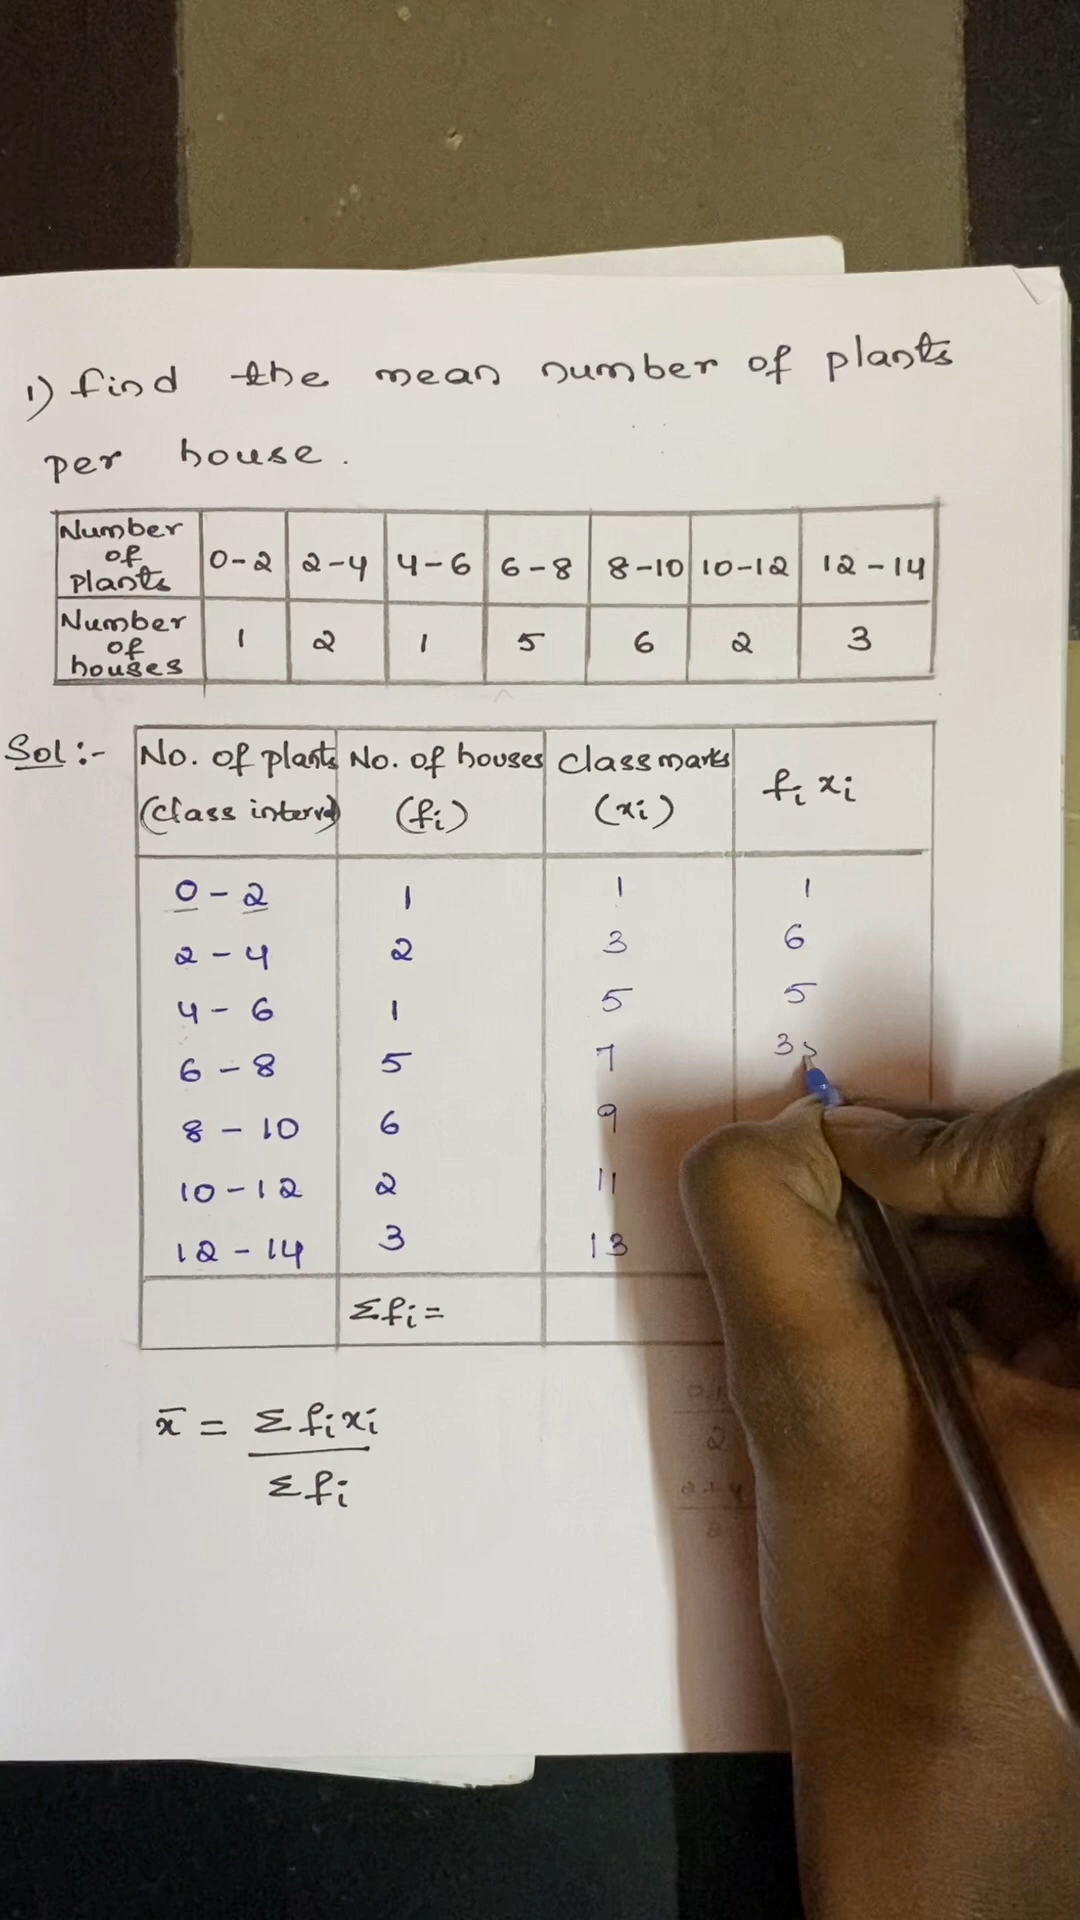 1) find the mean number of plants
per house.
Number of plants 0-2 2-4 4-6 6-8 8-10 10-12 12-14
Number of houses 1 2 1 5 6 2 3
Sol:- No. of plants (class interval) No. of houses (fi) class marks (xi) fi xi
0-2 1 1 1
2-4 2 3 6
4-6 1 5 5
6-8 5 7 3
8-10 6 9
10-12 2 11
12-14 3 13
Σfi=
x̄ = Σfixi
Σfi